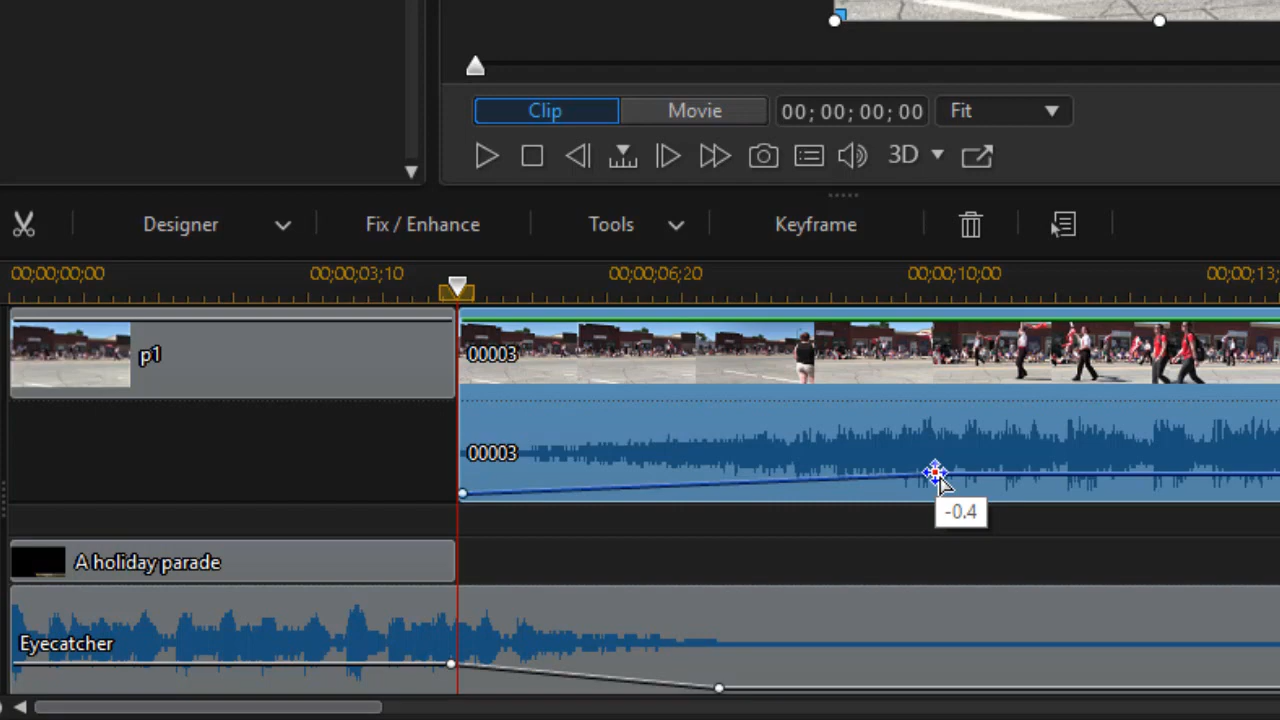 Clip Movie 00; 00; 00; 00 Fit
3D
Designer Fix / Enhance Tools Keyframe
00;00;00;00 00;00;03;10 00;00;06;20 00;00;10;00 00;00;13;
p1 00003
00003
-0.4
A holiday parade
Eyecatcher